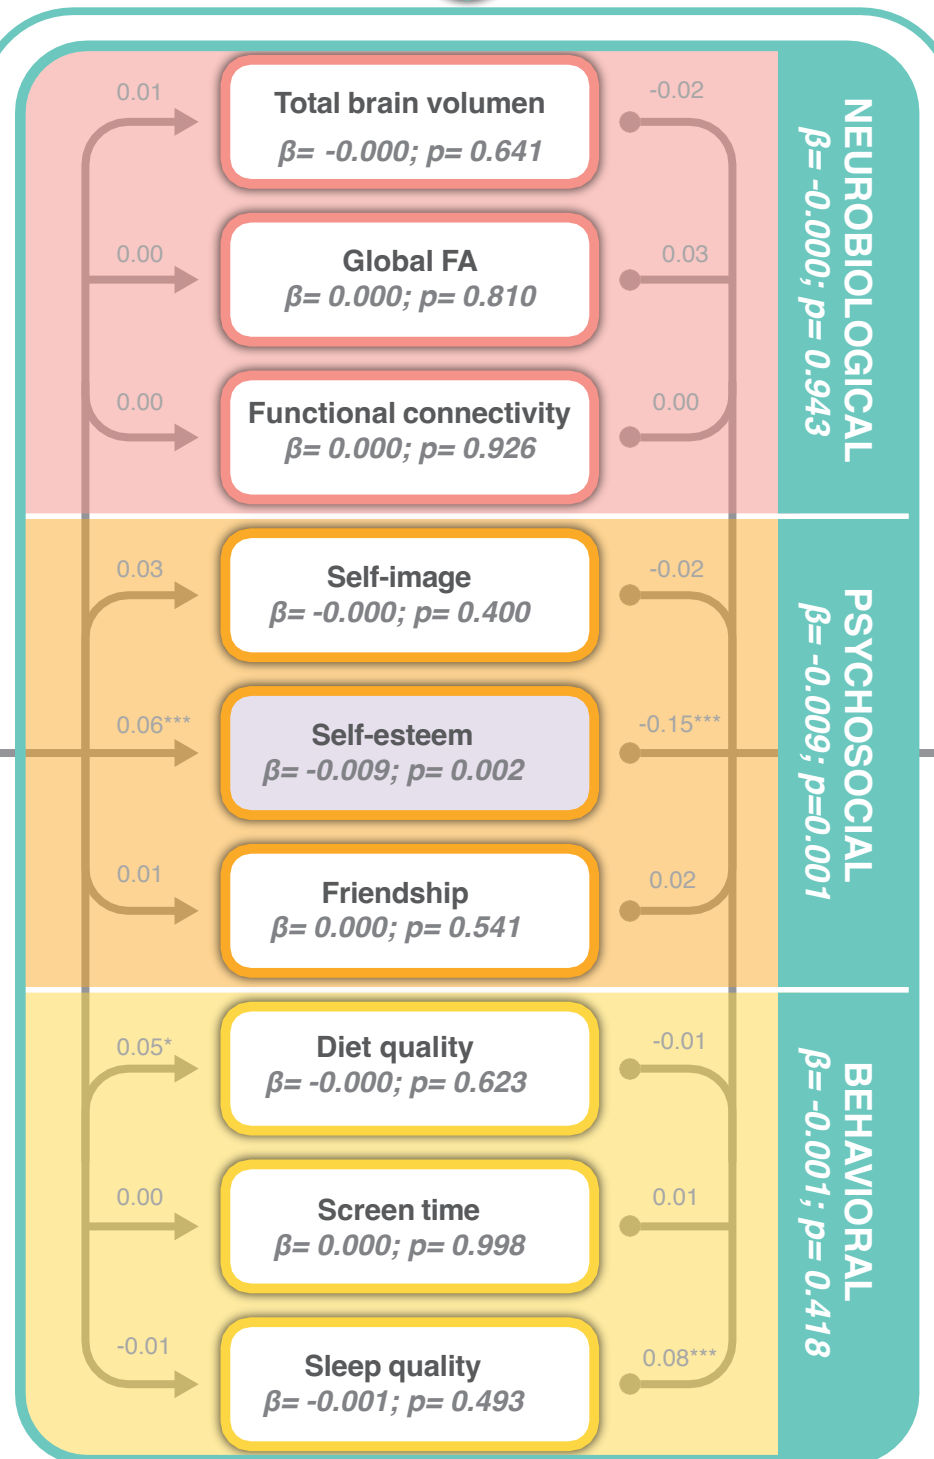 0.01
Total brain volumen
β= -0.000; p= 0.641
-0.02
0.00
Global FA
β= 0.000; p= 0.810
0.03
0.00
Functional connectivity
β= 0.000; p= 0.926
0.00
NEUROBIOLOGICAL
β= -0.000; p= 0.943
0.03
Self-image
β= -0.000; p= 0.400
-0.02
0.06***
Self-esteem
β= -0.009; p= 0.002
-0.15***
0.01
Friendship
β= 0.000; p= 0.541
0.02
PSYCHOSOCIAL
β= -0.009; p=0.001
0.05*
Diet quality
β= -0.000; p= 0.623
-0.01
0.00
Screen time
β= 0.000; p= 0.998
0.01
-0.01
Sleep quality
β= -0.001; p= 0.493
0.08***
BEHAVIORAL
β= -0.001; p= 0.418